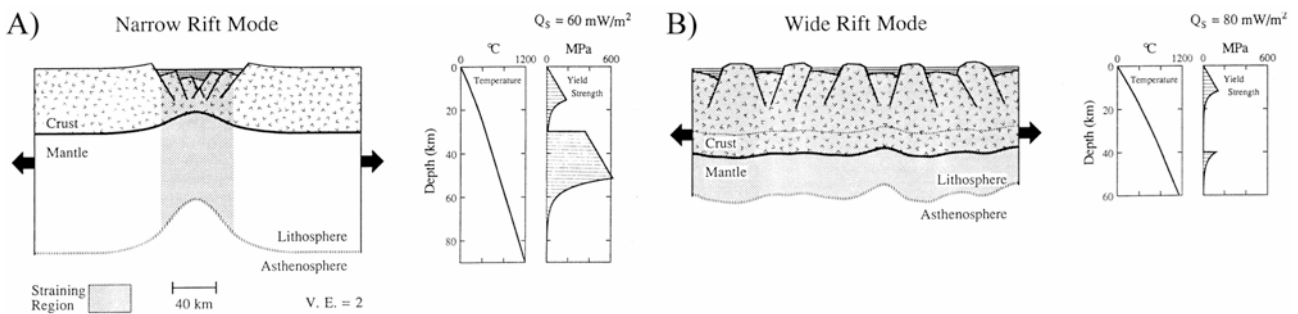 A)
Narrow Rift Mode
Qs = 60 mW/m²
°C
0 1200
MPa
0 600
Temperature
Yield
Strength
Depth (km)
0
20
40
60
80
Crust
Mantle
Lithosphere
Asthenosphere
Straining
Region
40 km
V. E. = 2
B)
Wide Rift Mode
Qs = 80 mW/m²
°C
0 1200
MPa
0 600
Temperature
Yield
Strength
Depth (km)
0
20
40
60
Crust
Mantle
Lithosphere
Asthenosphere